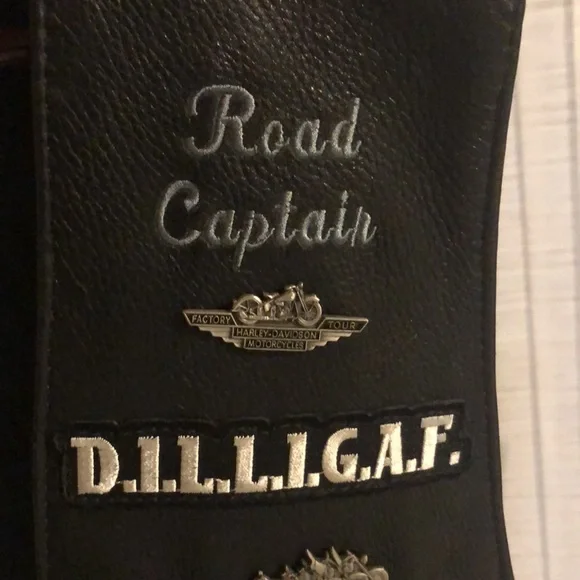 Road
Captain
FACTORY TOUR
HARLEY-DAVIDSON
MOTORCYCLES
D.I.L.L.I.G.A.F.